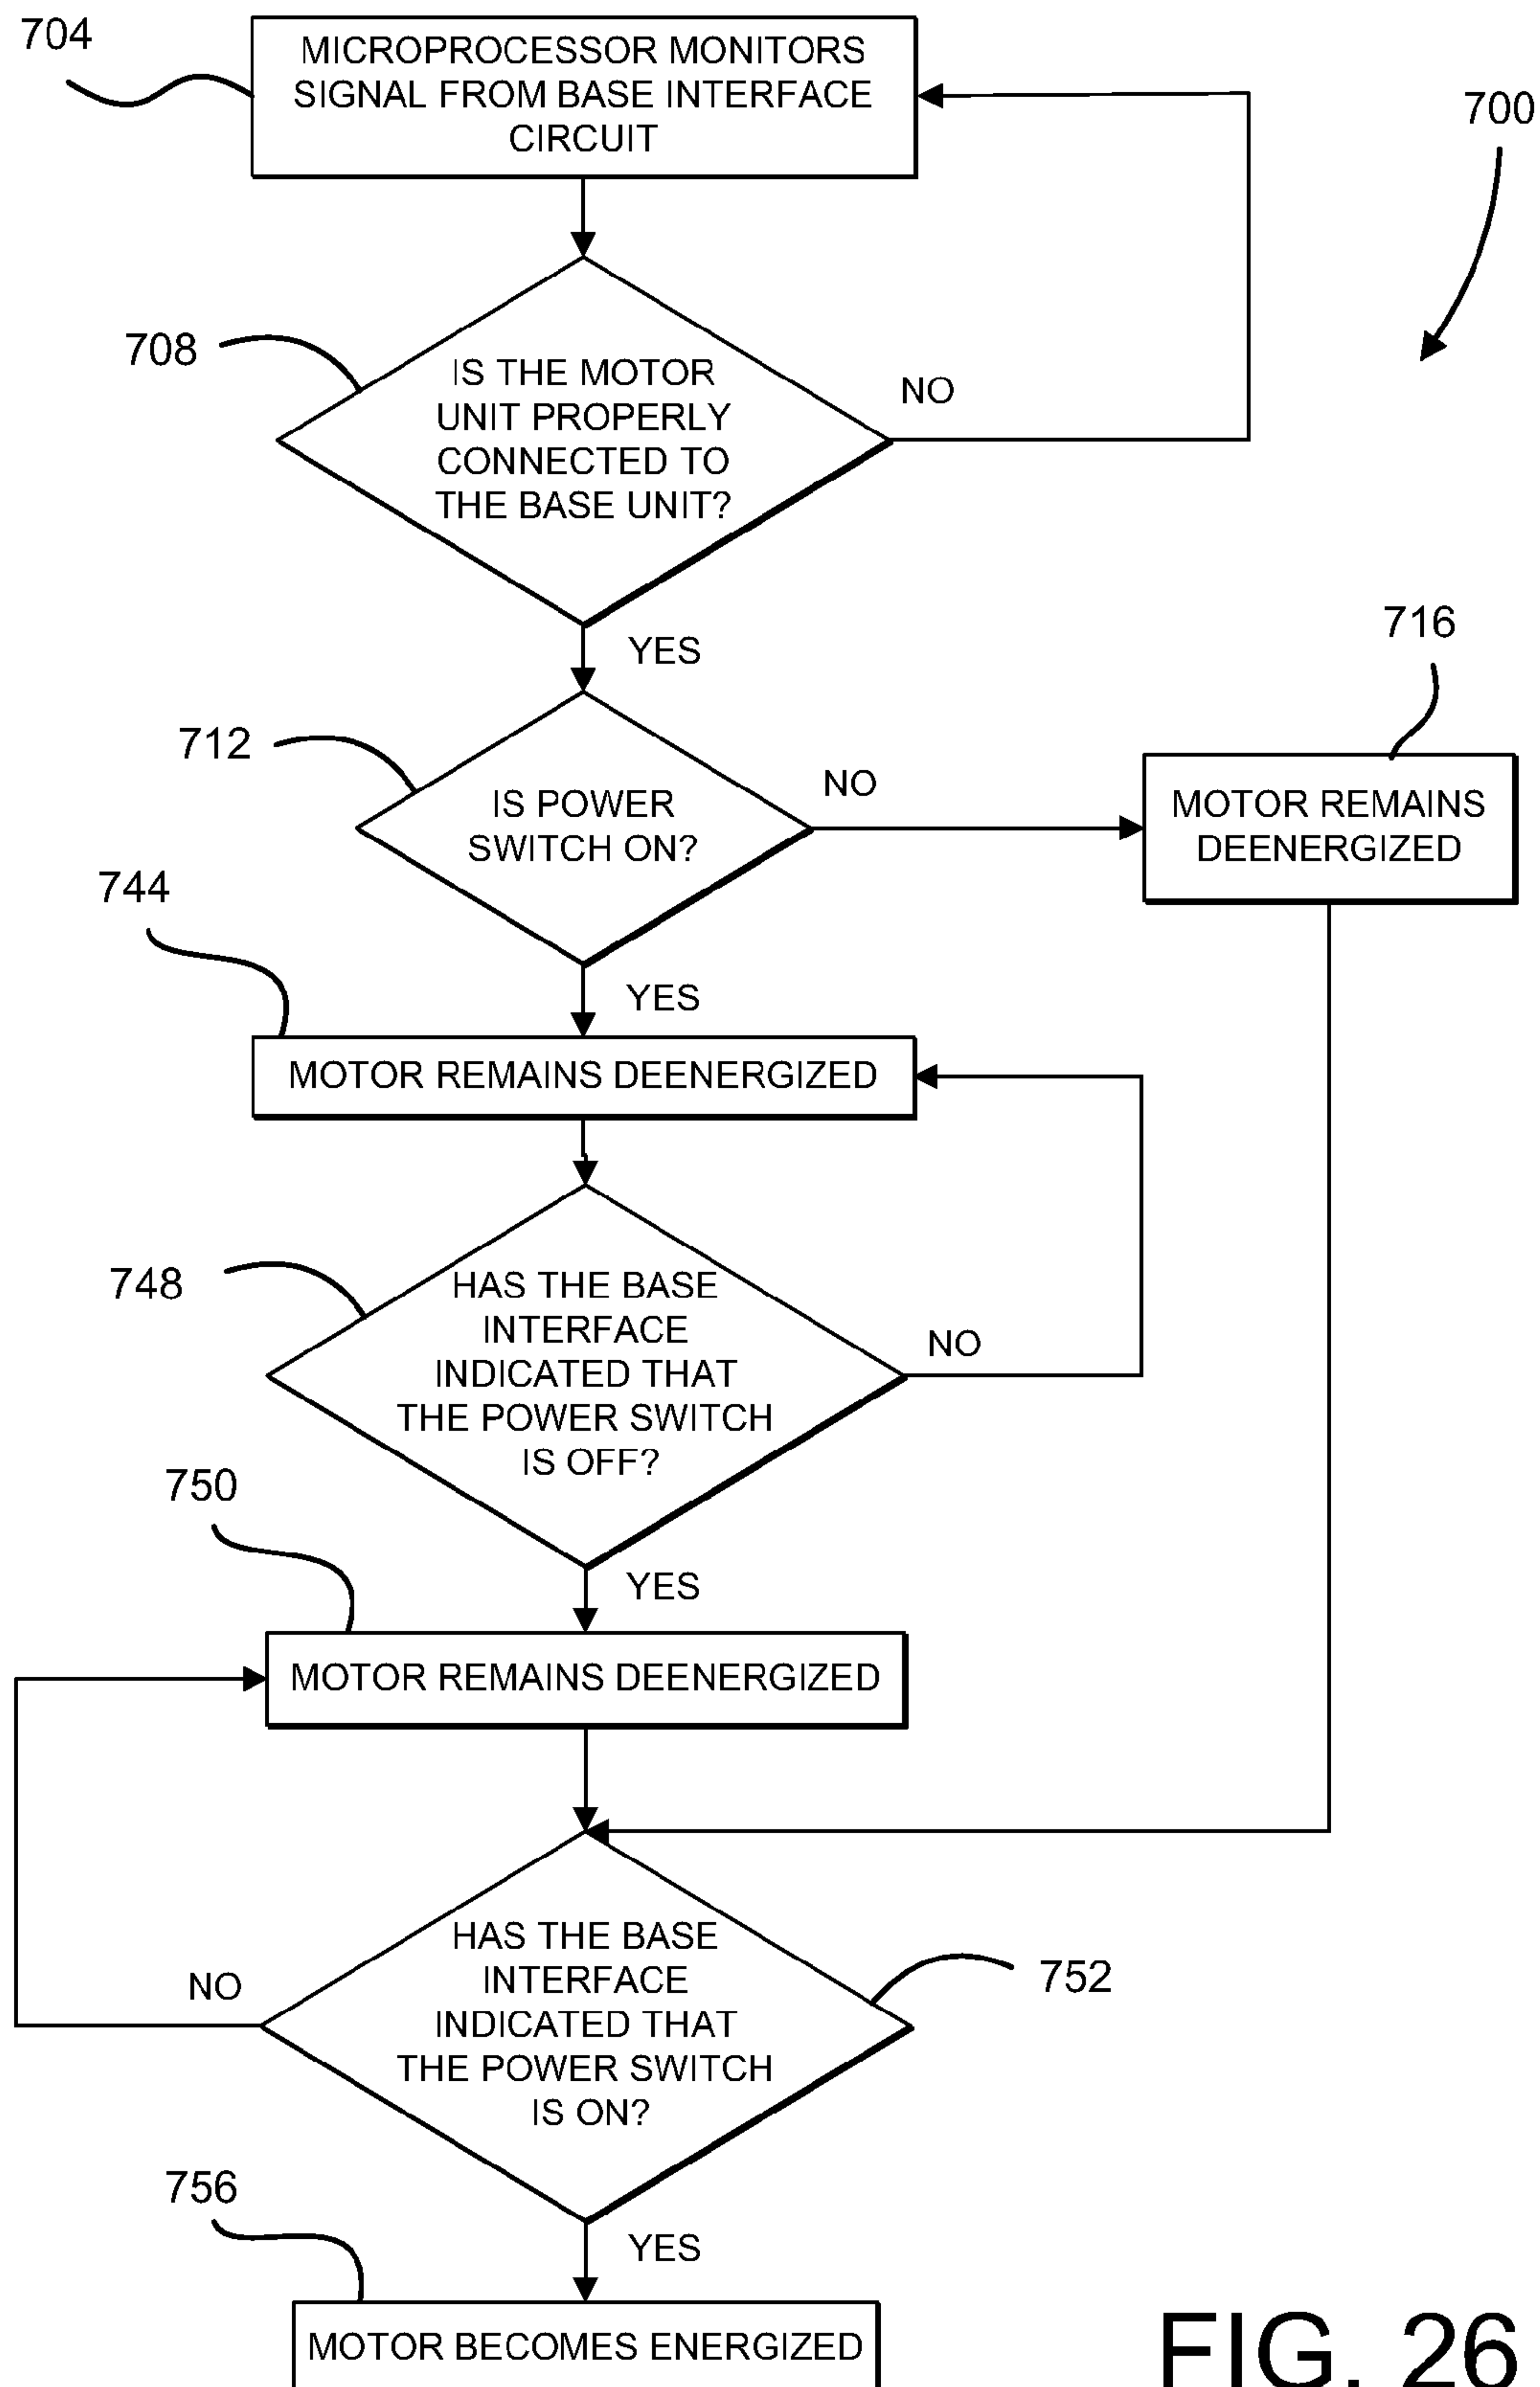 704
MICROPROCESSOR MONITORS
SIGNAL FROM BASE INTERFACE
CIRCUIT
700
708
IS THE MOTOR
UNIT PROPERLY
CONNECTED TO
THE BASE UNIT?
NO
YES
716
712
IS POWER
SWITCH ON?
NO
MOTOR REMAINS
DEENERGIZED
744
YES
MOTOR REMAINS DEENERGIZED
748
HAS THE BASE
INTERFACE
INDICATED THAT
THE POWER SWITCH
IS OFF?
NO
750
YES
MOTOR REMAINS DEENERGIZED
HAS THE BASE
INTERFACE
INDICATED THAT
THE POWER SWITCH
IS ON?
NO
752
756
YES
MOTOR BECOMES ENERGIZED
FIG. 26